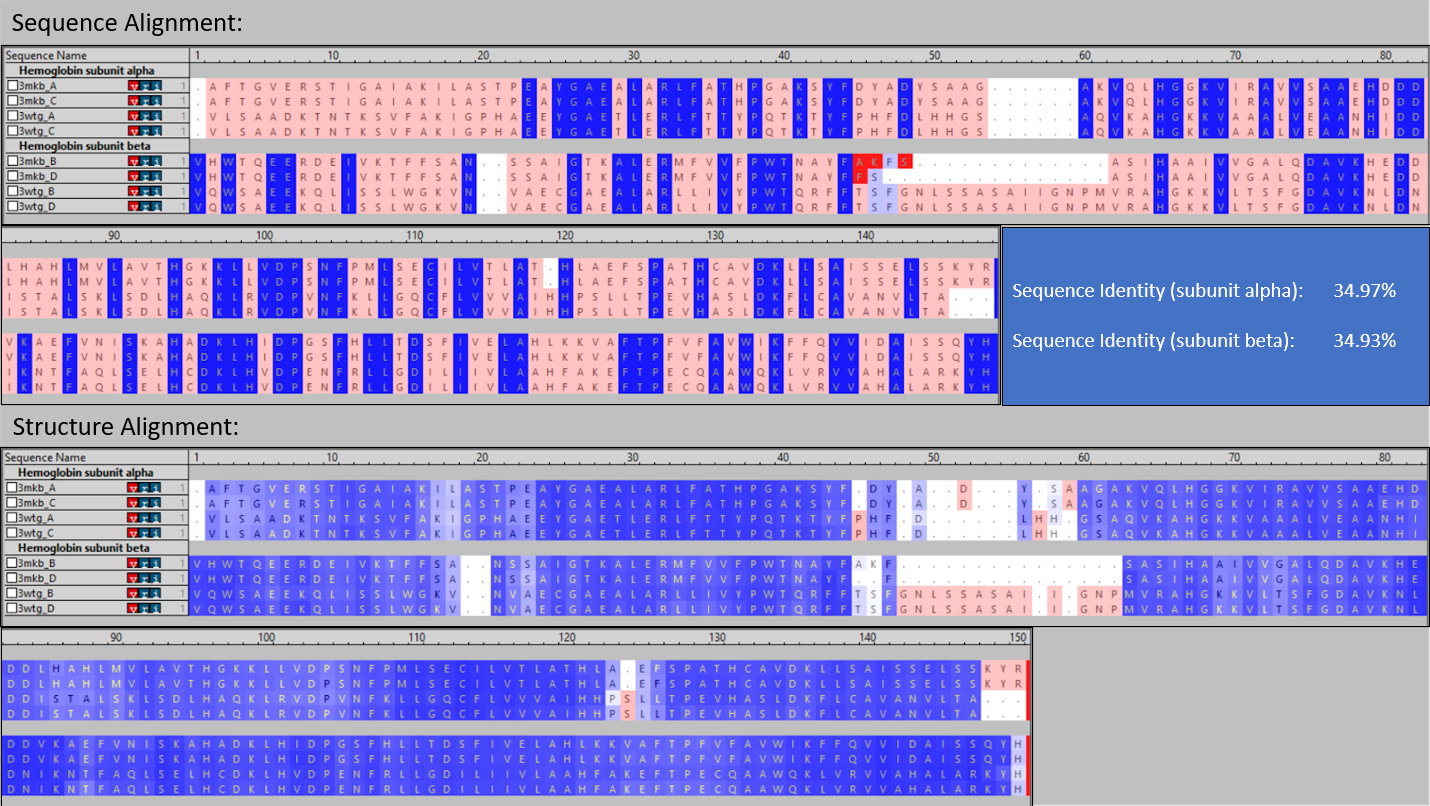 Sequence Alignment:
Sequence Name 1 10 20 30 40 50 60 70 80
Hemoglobin subunit alpha
3mkb_A v r i 1 . A F T G V E R S T I G A I A K I L A S T P E A Y G A E A L A R L F A T H P G A K S Y F D Y A D Y S A A G . . . . . . A K V Q L H G G K V I R A V V S A A E H D D D
3mkb_C v r i 1 . A F T G V E R S T I G A I A K I L A S T P E A Y G A E A L A R L F A T H P G A K S Y F D Y A D Y S A A G . . . . . . A K V Q L H G G K V I R A V V S A A E H D D D
3wtg_A v r i 1 . V L S A A D K T N T K S V F A K I G P H A E E Y G A E T L E R L F T T Y P Q T K T Y F P H F D L H H G S . . . . . . A Q V K A H G K K V A A A L V E A A N H I D D
3wtg_C v r i 1 . V L S A A D K T N T K S V F A K I G P H A E E Y G A E T L E R L F T T Y P Q T K T Y F P H F D L H H G S . . . . . . A Q V K A H G K K V A A A L V E A A N H I D D
Hemoglobin subunit beta
3mkb_B v r i 1 V H W T Q E E R D E I V K T F F S A N . . S S A I G T K A L E R M F V V F P W T N A Y F A K F S . . . . . . . . . . . . . A S I H A A I V V G A L Q D A V K H E D D
3mkb_D v r i 1 V H W T Q E E R D E I V K T F F S A N . . S S A I G T K A L E R M F V V F P W T N A Y F F S . . . . . . . . . . . . . . . A S I H A A I V V G A L Q D A V K H E D D
3wtg_B v r i 1 V Q W S A E E K Q L I S S L W G K V N . . V A E C G A E A L A R L L I V Y P W T Q R F F T S F G N L S S A S A I I G N P M V R A H G K K V L T S F G D A V K N L D N
3wtg_D v r i 1 V Q W S A E E K Q L I S S L W G K V N . . V A E C G A E A L A R L L I V Y P W T Q R F F T S F G N L S S A S A I I G N P M V R A H G K K V L T S F G D A V K N L D N
90 100 110 120 130 140
L H A H L M V L A V T H G K K L L V D P S N F P M L S E C I L V T L A T . H L A E F S P A T H C A V D K L L S A I S S E L S S K Y R
L H A H L M V L A V T H G K K L L V D P S N F P M L S E C I L V T L A T . H L A E F S P A T H C A V D K L L S A I S S E L S S K Y R
I S T A L S K L S D L H A Q K L R V D P V N F K L L G Q C F L V V V A I H H P S L L T P E V H A S L D K F L C A V A N V L T A . . .
I S T A L S K L S D L H A Q K L R V D P V N F K L L G Q C F L V V V A I H H P S L L T P E V H A S L D K F L C A V A N V L T A . . .
V K A E F V N I S K A H A D K L H I D P G S F H L L T D S F I V E L A H L K K V A F T P F V F A V W I K F F Q V V I D A I S S Q Y H
V K A E F V N I S K A H A D K L H I D P G S F H L L T D S F I V E L A H L K K V A F T P F V F A V W I K F F Q V V I D A I S S Q Y H
I K N T F A Q L S E L H C D K L H V D P E N F R L L G D I L I I V L A A H F A K E F T P E C Q A A W Q K L V R V V A H A L A R K Y H
I K N T F A Q L S E L H C D K L H V D P E N F R L L G D I L I I V L A A H F A K E F T P E C Q A A W Q K L V R V V A H A L A R K Y H
Sequence Identity (subunit alpha): 34.97%
Sequence Identity (subunit beta): 34.93%
Structure Alignment:
Sequence Name 1 10 20 30 40 50 60 70 80
Hemoglobin subunit alpha
3mkb_A v r i 1 . A F T G V E R S T I G A I A K I L A S T P E A Y G A E A L A R L F A T H P G A K S Y F . D Y . A . . D . . . Y . S A A G A K V Q L H G G K V I R A V V S A A E H D
3mkb_C v r i 1 . A F T G V E R S T I G A I A K I L A S T P E A Y G A E A L A R L F A T H P G A K S Y F . D Y . A . . D . . . Y . S A A G A K V Q L H G G K V I R A V V S A A E H D
3wtg_A v r i 1 . V L S A A D K T N T K S V F A K I G P H A E E Y G A E T L E R L F T T Y P Q T K T Y F P H F . D . . . . . . L H H . G S A Q V K A H G K K V A A A L V E A A N H I
3wtg_C v r i 1 . V L S A A D K T N T K S V F A K I G P H A E E Y G A E T L E R L F T T Y P Q T K T Y F P H F . D . . . . . . L H H . G S A Q V K A H G K K V A A A L V E A A N H I
Hemoglobin subunit beta
3mkb_B v r i 1 V H W T Q E E R D E I V K T F F S A . . N S S A I G T K A L E R M F V V F P W T N A Y F A K F . . . . . . . . . . . . . . . S A S I H A A I V V G A L Q D A V K H E
3mkb_D v r i 1 V H W T Q E E R D E I V K T F F S A . . N S S A I G T K A L E R M F V V F P W T N A Y F . . F . . . . . . . . . . . . . . . S A S I H A A I V V G A L Q D A V K H E
3wtg_B v r i 1 V Q W S A E E K Q L I S S L W G K V . . N V A E C G A E A L A R L L I V Y P W T Q R F F T S F G N L S S A S A I . I . G N P M V R A H G K K V L T S F G D A V K N L
3wtg_D v r i 1 V Q W S A E E K Q L I S S L W G K V . . N V A E C G A E A L A R L L I V Y P W T Q R F F T S F G N L S S A S A I . I . G N P M V R A H G K K V L T S F G D A V K N L
90 100 110 120 130 140 150
D D L H A H L M V L A V T H G K K L L V D P S N F P M L S E C I L V T L A T H L A . E F S P A T H C A V D K L L S A I S S E L S S K Y R
D D L H A H L M V L A V T H G K K L L V D P S N F P M L S E C I L V T L A T H L A . E F S P A T H C A V D K L L S A I S S E L S S K Y R
D D I S T A L S K L S D L H A Q K L R V D P V N F K L L G Q C F L V V V A I H H P S L L T P E V H A S L D K F L C A V A N V L T A . . .
D D I S T A L S K L S D L H A Q K L R V D P V N F K L L G Q C F L V V V A I H H P S L L T P E V H A S L D K F L C A V A N V L T A . . .
D D V K A E F V N I S K A H A D K L H I D P G S F H L L T D S F I V E L A H L K K V A F T P F V F A V W I K F F Q V V I D A I S S Q Y H
D D V K A E F V N I S K A H A D K L H I D P G S F H L L T D S F I V E L A H L K K V A F T P F V F A V W I K F F Q V V I D A I S S Q Y H
D N I K N T F A Q L S E L H C D K L H V D P E N F R L L G D I L I I V L A A H F A K E F T P E C Q A A W Q K L V R V V A H A L A R K Y H
D N I K N T F A Q L S E L H C D K L H V D P E N F R L L G D I L I I V L A A H F A K E F T P E C Q A A W Q K L V R V V A H A L A R K Y H